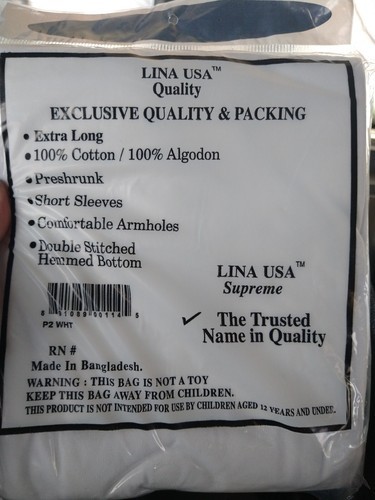 LINA USA™
Quality
EXCLUSIVE QUALITY & PACKING
• Extra Long
• 100% Cotton / 100% Algodon
• Preshrunk
• Short Sleeves
• Comfortable Armholes
• Double Stitched
Hemmed Bottom
LINA USA™
Supreme
✓ The Trusted
Name in Quality
P2 WHT
RN #
Made In Bangladesh.
WARNING : THIS BAG IS NOT A TOY
KEEP THIS BAG AWAY FROM CHILDREN.
THIS PRODUCT IS NOT INTENDED FOR USE BY CHILDREN AGED 12 YEARS AND UNDER.